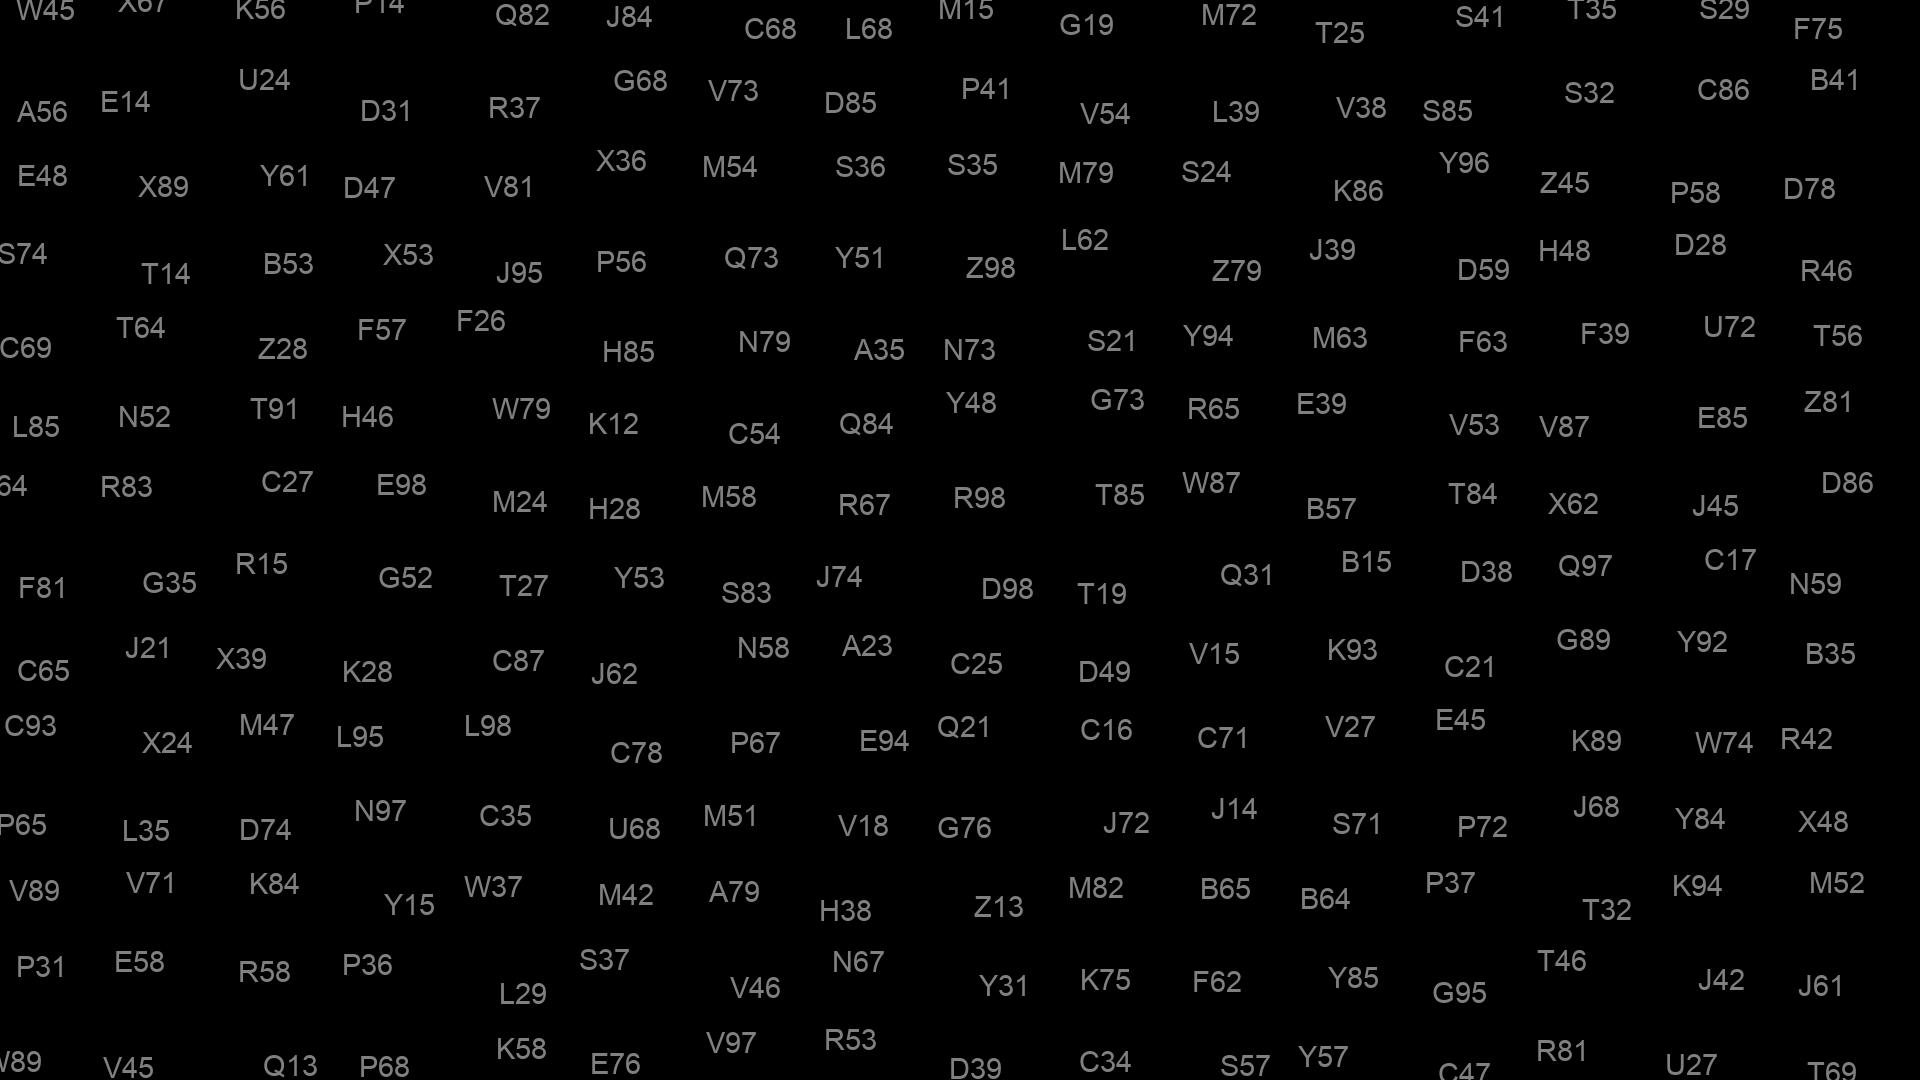 W45 X67 K56 P14 Q82 J84 C68 L68 M15 G19 M72 T25 S41 T35 S29 F75
A56 E14 U24 D31 R37 G68 V73 D85 P41 V54 L39 V38 S85 S32 C86 B41
E48 X89 Y61 D47 V81 X36 M54 S36 S35 M79 S24 K86 Y96 Z45 P58 D78
S74 T14 B53 X53 J95 P56 Q73 Y51 Z98 L62 Z79 J39 D59 H48 D28 R46
C69 T64 Z28 F57 F26 H85 N79 A35 N73 S21 Y94 M63 F63 F39 U72 T56
L85 N52 T91 H46 W79 K12 C54 Q84 Y48 G73 R65 E39 V53 V87 E85 Z81
64 R83 C27 E98 M24 H28 M58 R67 R98 T85 W87 B57 T84 X62 J45 D86
F81 G35 R15 G52 T27 Y53 S83 J74 D98 T19 Q31 B15 D38 Q97 C17 N59
C65 J21 X39 K28 C87 J62 N58 A23 C25 D49 V15 K93 C21 G89 Y92 B35
C93 X24 M47 L95 L98 C78 P67 E94 Q21 C16 C71 V27 E45 K89 W74 R42
P65 L35 D74 N97 C35 U68 M51 V18 G76 J72 J14 S71 P72 J68 Y84 X48
V89 V71 K84 Y15 W37 M42 A79 H38 Z13 M82 B65 B64 P37 T32 K94 M52
P31 E58 R58 P36 L29 S37 V46 N67 Y31 K75 F62 Y85 G95 T46 J42 J61
W89 V45 Q13 P68 K58 E76 V97 R53 D39 C34 S57 Y57 C47 R81 U27 T69